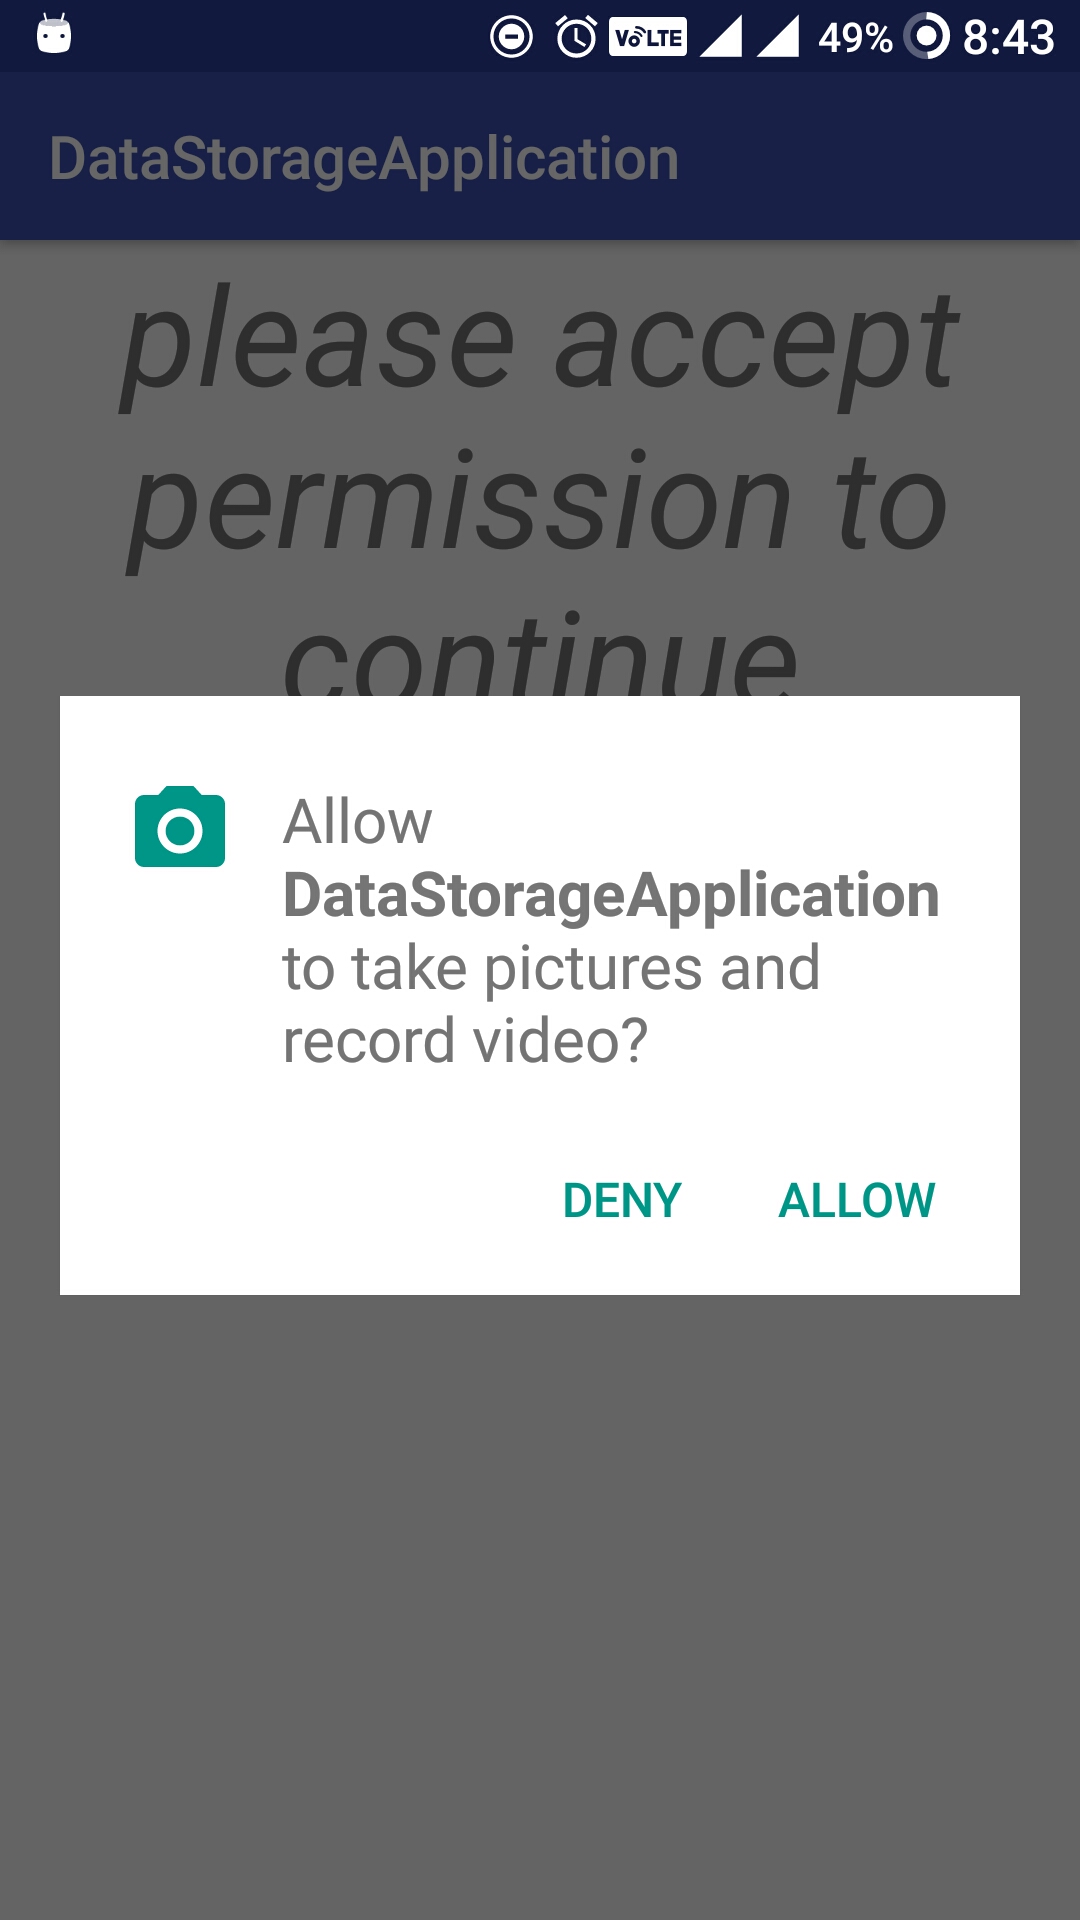 VoLTE 49% 8:43
DataStorageApplication
please accept
permission to
continue
Allow
DataStorageApplication
to take pictures and
record video?
DENY ALLOW